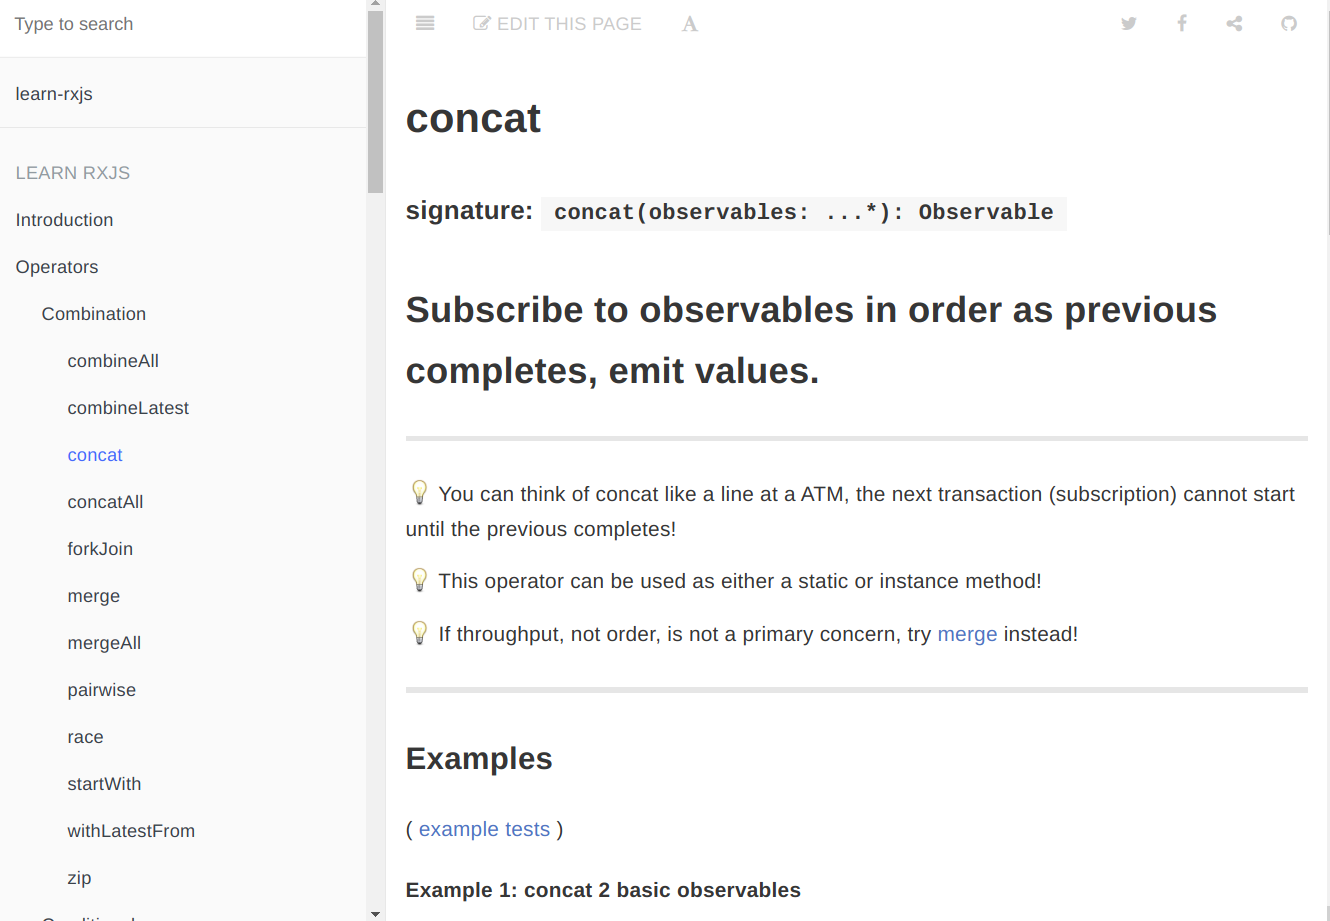 Type to search
learn-rxjs
LEARN RXJS
Introduction
Operators
Combination
combineAll
combineLatest
concat
concatAll
forkJoin
merge
mergeAll
pairwise
race
startWith
withLatestFrom
zip
EDIT THIS PAGE
A
concat
signature: concat(observables: ...*): Observable
Subscribe to observables in order as previous
completes, emit values.
You can think of concat like a line at a ATM, the next transaction (subscription) cannot start
until the previous completes!
This operator can be used as either a static or instance method!
If throughput, not order, is not a primary concern, try merge instead!
Examples
( example tests )
Example 1: concat 2 basic observables